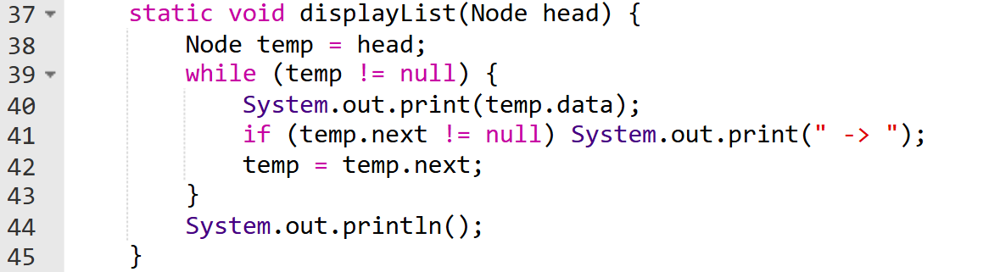 37 static void displayList(Node head) {
38 Node temp = head;
39 while (temp != null) {
40 System.out.print(temp.data);
41 if (temp.next != null) System.out.print(" -> ");
42 temp = temp.next;
43 }
44 System.out.println();
45 }